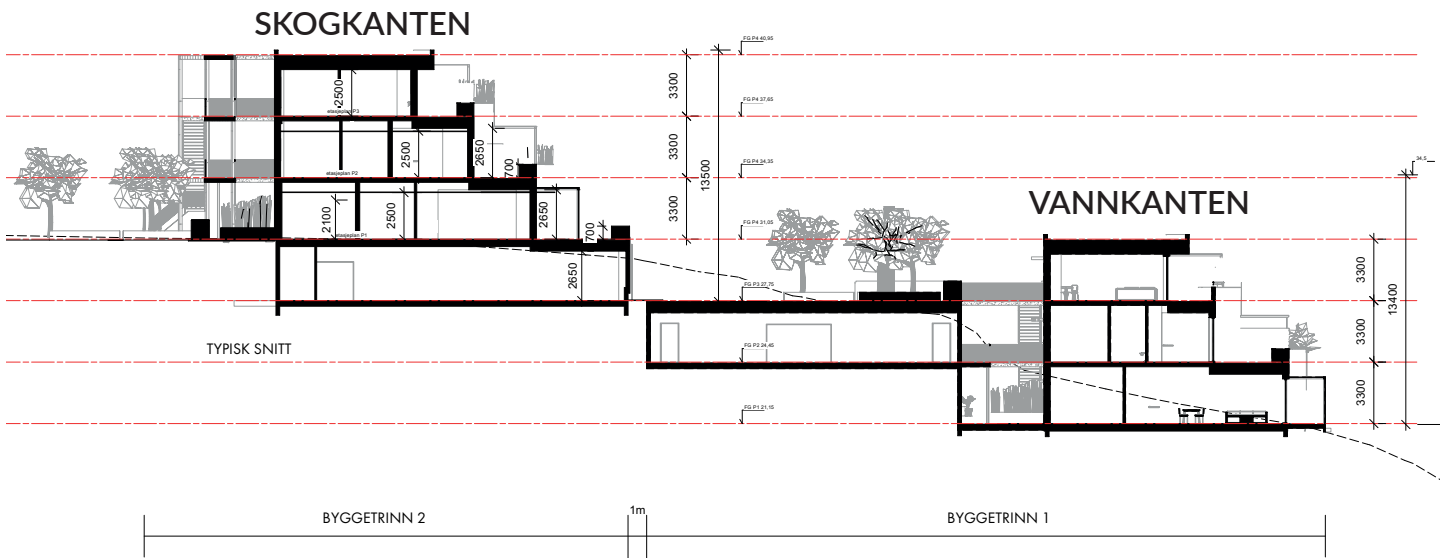 SKOGKANTEN
FG P4 40,95
2500
3300
etasjeplan P3
FG P4 37,65
2500
2650
700
3300
13500
etasjeplan P2
FG P4 34,35
34,5
VANNKANTEN
2100
2500
2650
700
3300
etasjeplan P1
FG P4 31,05
2650
3300
13400
FG P3 27,75
TYPISK SNITT
3300
FG P2 24,45
3300
FG P1 21,15
BYGGETRINN 2
1m
BYGGETRINN 1